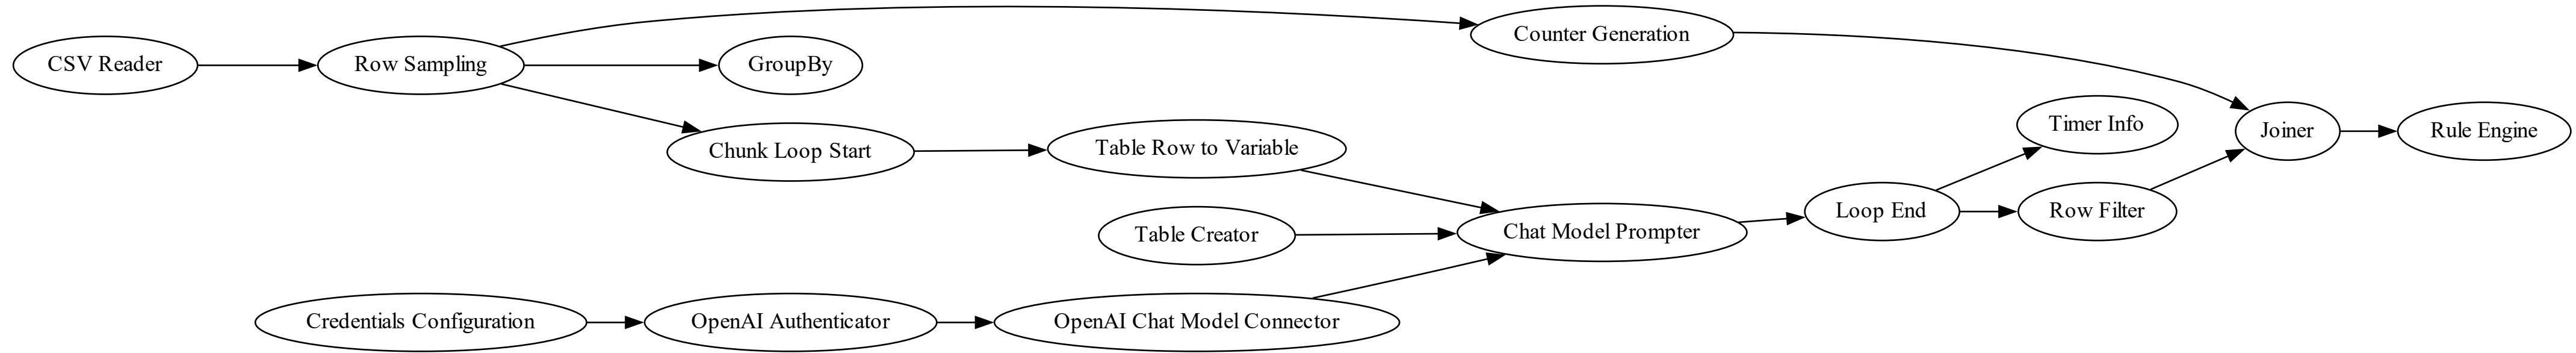 Counter Generation
CSV Reader
Row Sampling
GroupBy
Timer Info
Joiner
Rule Engine
Chunk Loop Start
Table Row to Variable
Loop End
Row Filter
Table Creator
Chat Model Prompter
Credentials Configuration
OpenAI Authenticator
OpenAI Chat Model Connector